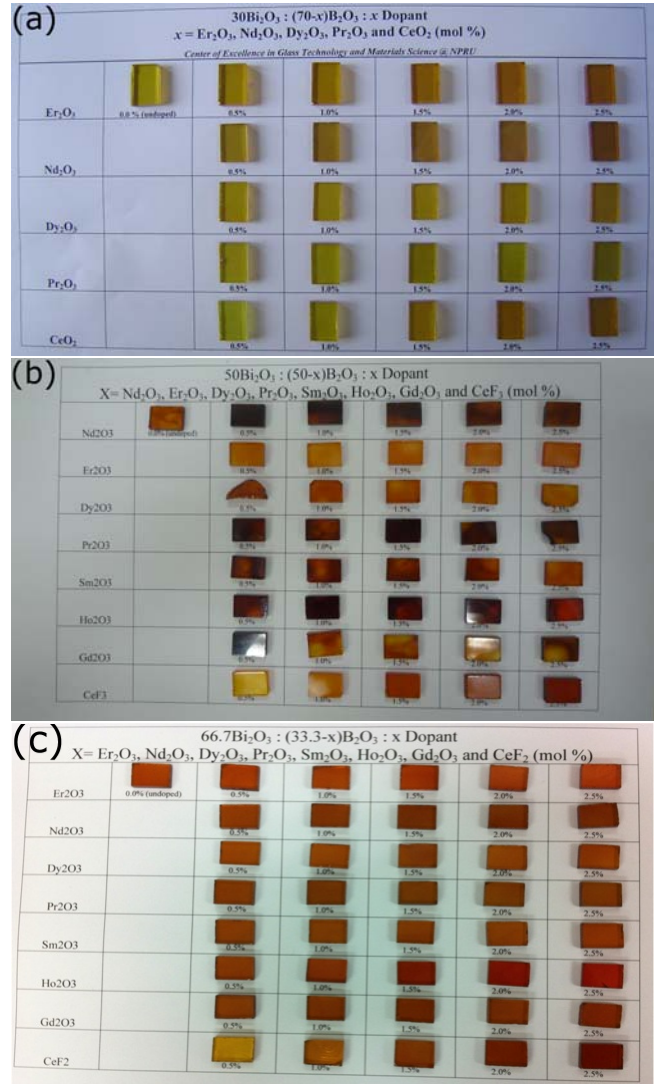 (a)
30Bi₂O₃ : (70-x)B₂O₃ : x Dopant
x = Er₂O₃, Nd₂O₃, Dy₂O₃, Pr₂O₃ and CeO₂ (mol %)
Center of Excellence in Glass Technology and Materials Science @ NPRU
Er₂O₃ 0.0 % (undoped) 0.5% 1.0% 1.5% 2.0% 2.5%
Nd₂O₃ 0.5% 1.0% 1.5% 2.0% 2.5%
Dy₂O₃ 0.5% 1.0% 1.5% 2.0% 2.5%
Pr₂O₃ 0.5% 1.0% 1.5% 2.0% 2.5%
CeO₂ 0.5% 1.0% 1.5% 2.0% 2.5%
(b)
50Bi₂O₃ : (50-x)B₂O₃ : x Dopant
X= Nd₂O₃, Er₂O₃, Dy₂O₃, Pr₂O₃, Sm₂O₃, Ho₂O₃, Gd₂O₃ and CeF₃ (mol %)
Nd2O3 0.0% (undoped) 0.5% 1.0% 1.5% 2.0% 2.5%
Er2O3 0.5% 1.0% 1.5% 2.0% 2.5%
Dy2O3 0.5% 1.0% 1.5% 2.0% 2.5%
Pr2O3 0.5% 1.0% 1.5% 2.0% 2.5%
Sm2O3 0.5% 1.0% 1.5% 2.0% 2.5%
Ho2O3 0.5% 1.0% 1.5% 2.0% 2.5%
Gd2O3 0.5% 1.0% 1.5% 2.0% 2.5%
CeF3 0.5% 1.0% 1.5% 2.0% 2.5%
(c)
66.7Bi₂O₃ : (33.3-x)B₂O₃ : x Dopant
X= Er₂O₃, Nd₂O₃, Dy₂O₃, Pr₂O₃, Sm₂O₃, Ho₂O₃, Gd₂O₃ and CeF₂ (mol %)
Er2O3 0.0% (undoped) 0.5% 1.0% 1.5% 2.0% 2.5%
Nd2O3 0.5% 1.0% 1.5% 2.0% 2.5%
Dy2O3 0.5% 1.0% 1.5% 2.0% 2.5%
Pr2O3 0.5% 1.0% 1.5% 2.0% 2.5%
Sm2O3 0.5% 1.0% 1.5% 2.0% 2.5%
Ho2O3 0.5% 1.0% 1.5% 2.0% 2.5%
Gd2O3 0.5% 1.0% 1.5% 2.0% 2.5%
CeF2 0.5% 1.0% 1.5% 2.0% 2.5%